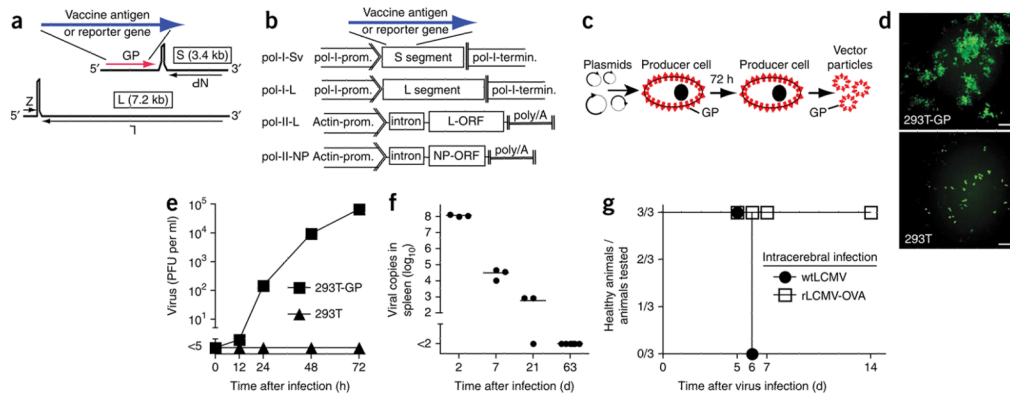 a
Vaccine antigen
or reporter gene
GP
S (3.4 kb)
5′
3′
NP
Z
L (7.2 kb)
5′
3′
L
b
Vaccine antigen
or reporter gene
pol-I-Sv pol-I-prom. S segment pol-I-termin.
pol-I-L pol-I-prom. L segment pol-I-termin.
pol-II-L Actin-prom. intron L-ORF poly/A
pol-II-NP Actin-prom. intron NP-ORF poly/A
c
Plasmids
Producer cell
72 h
Producer cell
Vector
particles
GP
GP
d
293T-GP
293T
e
Virus (PFU per ml)
10⁵
10⁴
10³
10²
10¹
<5
0 12 24 48 72
Time after infection (h)
293T-GP
293T
f
Viral copies in
spleen (log₁₀)
8
7
6
5
4
3
2
<2
2 7 21 63
Time after infection (d)
g
Healthy animals /
animals tested
3/3
2/3
1/3
0/3
5 6 7 14
Time after virus infection (d)
Intracerebral infection
wtLCMV
rLCMV-OVA